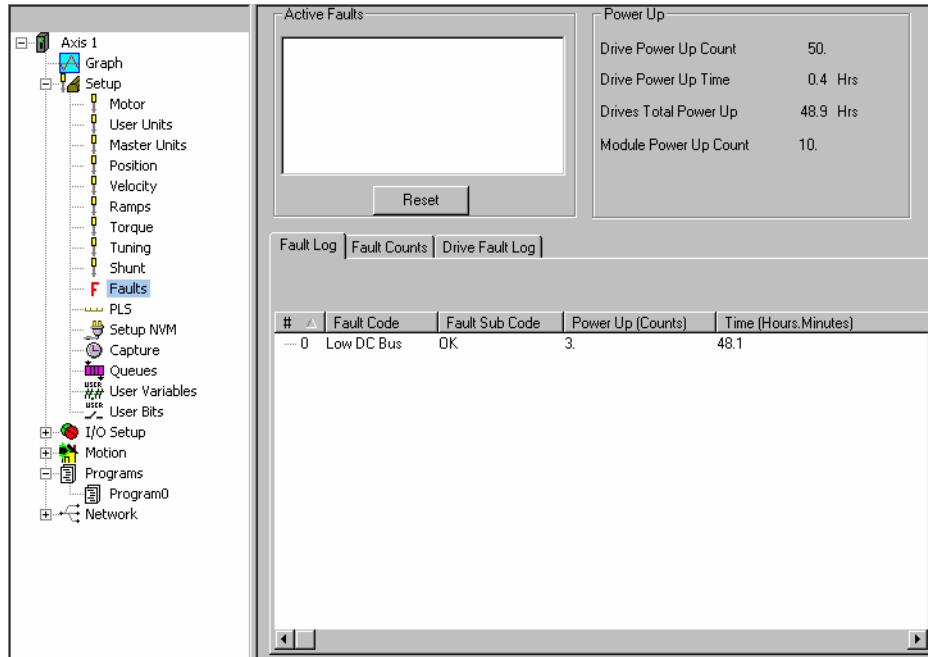 Axis 1
Graph
Setup
Motor
User Units
Master Units
Position
Velocity
Ramps
Torque
Tuning
Shunt
F Faults
PLS
Setup NVM
Capture
Queues
USER
##.## User Variables
USER
User Bits
I/O Setup
Motion
Programs
Program0
Network
Active Faults
Reset
Power Up
Drive Power Up Count 50.
Drive Power Up Time 0.4 Hrs
Drives Total Power Up 48.9 Hrs
Module Power Up Count 10.
Fault Log Fault Counts Drive Fault Log
# Fault Code Fault Sub Code Power Up (Counts) Time (Hours.Minutes)
0 Low DC Bus OK 3. 48.1